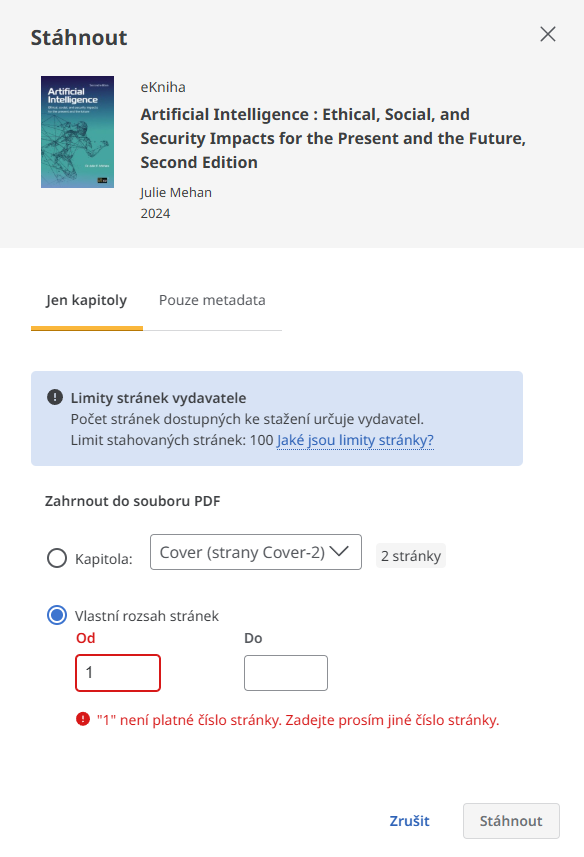 Stáhnout
Artificial
Intelligence
eKniha
Artificial Intelligence : Ethical, Social, and
Security Impacts for the Present and the Future,
Second Edition
Julie Mehan
2024
Jen kapitoly
Pouze metadata
Limity stránek vydavatele
Počet stránek dostupných ke stažení určuje vydavatel.
Limit stahovaných stránek: 100 Jaké jsou limity stránky?
Zahrnout do souboru PDF
Kapitola: Cover (strany Cover-2) 2 stránky
Vlastní rozsah stránek
Od Do
1
"1" není platné číslo stránky. Zadejte prosím jiné číslo stránky.
Zrušit Stáhnout